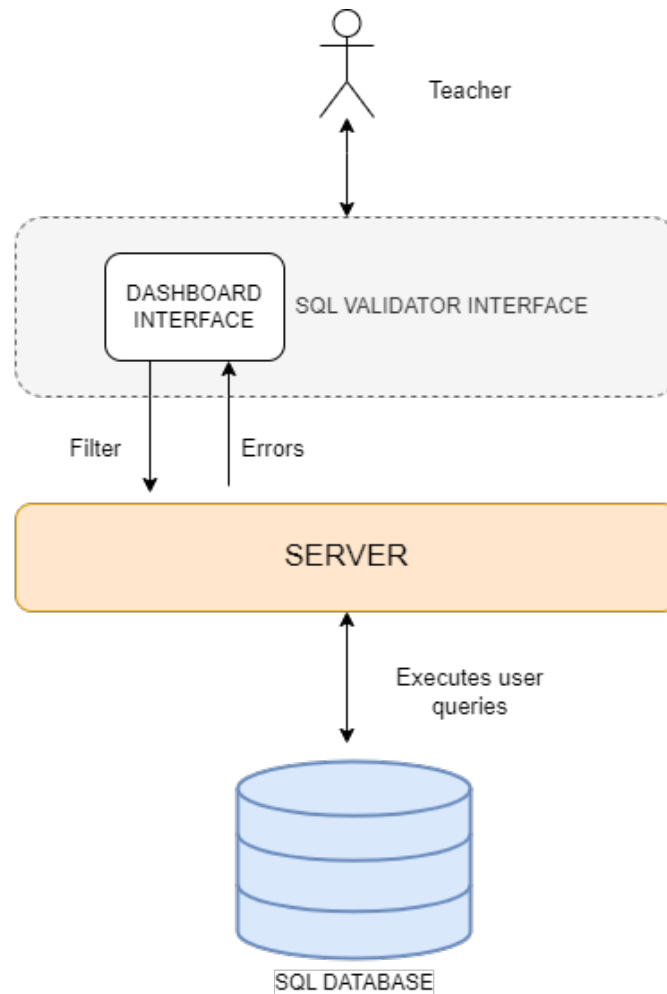 Teacher
DASHBOARD
INTERFACE
SQL VALIDATOR INTERFACE
Filter
Errors
SERVER
Executes user
queries
SQL DATABASE